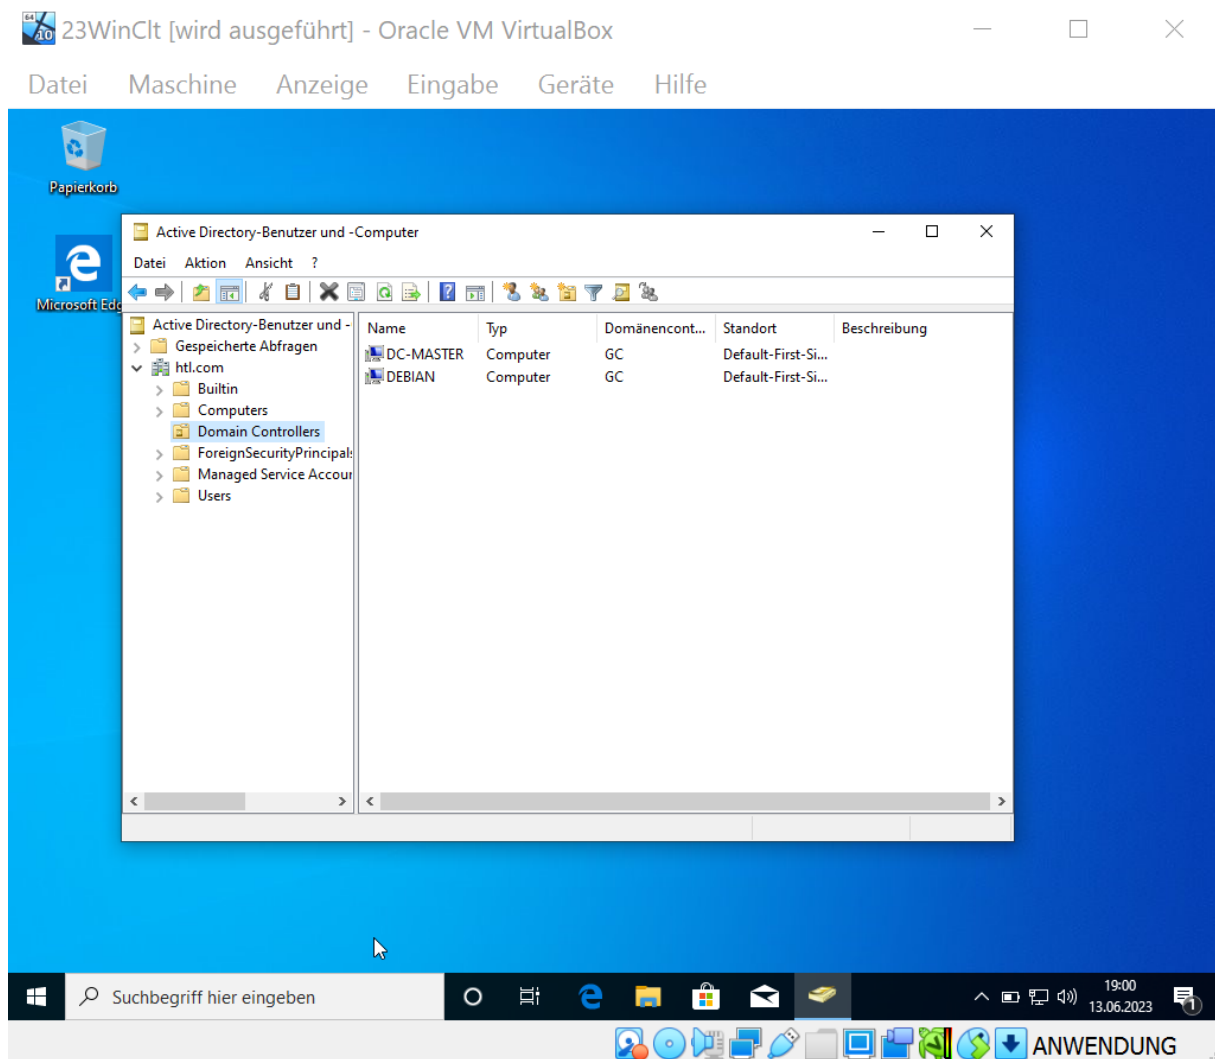 23WinClt [wird ausgeführt] - Oracle VM VirtualBox
Datei Maschine Anzeige Eingabe Geräte Hilfe
Papierkorb
Microsoft Edg
Active Directory-Benutzer und -Computer
Datei Aktion Ansicht ?
Active Directory-Benutzer und -
Gespeicherte Abfragen
htl.com
Builtin
Computers
Domain Controllers
ForeignSecurityPrincipals
Managed Service Accour
Users
Name Typ Domänencont... Standort Beschreibung
DC-MASTER Computer GC Default-First-Si...
DEBIAN Computer GC Default-First-Si...
Suchbegriff hier eingeben
19:00
13.06.2023
1
ANWENDUNG